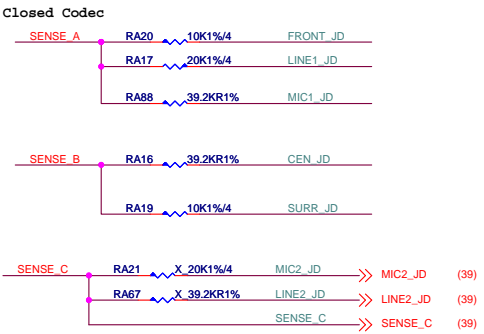 Closed Codec
SENSE_A RA20 10K1%/4 FRONT_JD
RA17 20K1%/4 LINE1_JD
RA88 39.2KR1% MIC1_JD
SENSE_B RA16 39.2KR1% CEN_JD
RA19 10K1%/4 SURR_JD
SENSE_C RA21 X_20K1%/4 MIC2_JD MIC2_JD (39)
RA67 X_39.2KR1% LINE2_JD LINE2_JD (39)
SENSE_C SENSE_C (39)